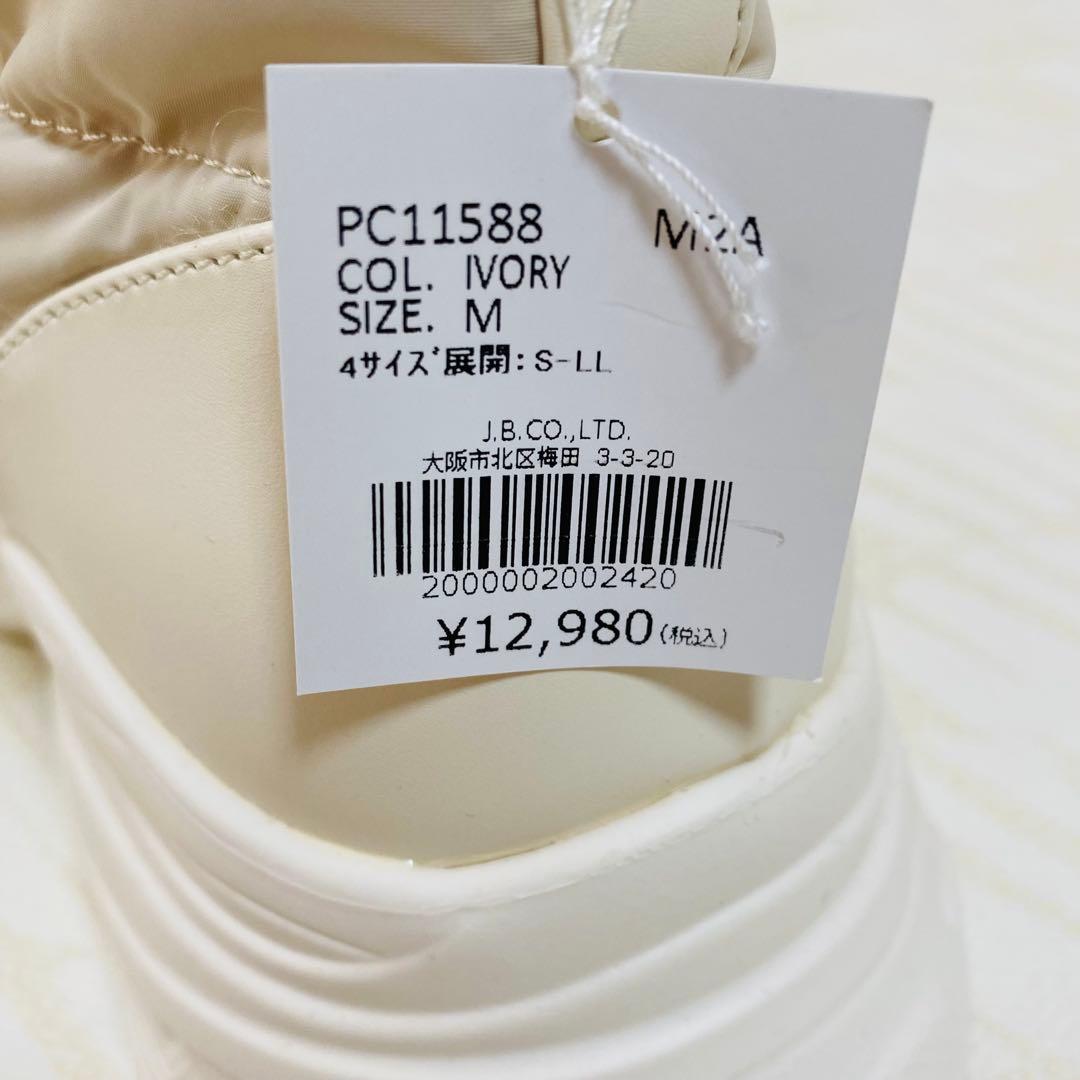 PC11588 M2A
COL. IVORY
SIZE. M
4サイズ展開: S-LL
J.B.CO.,LTD.
大阪市北区梅田 3-3-20
2000002002420
¥12,980(税込)